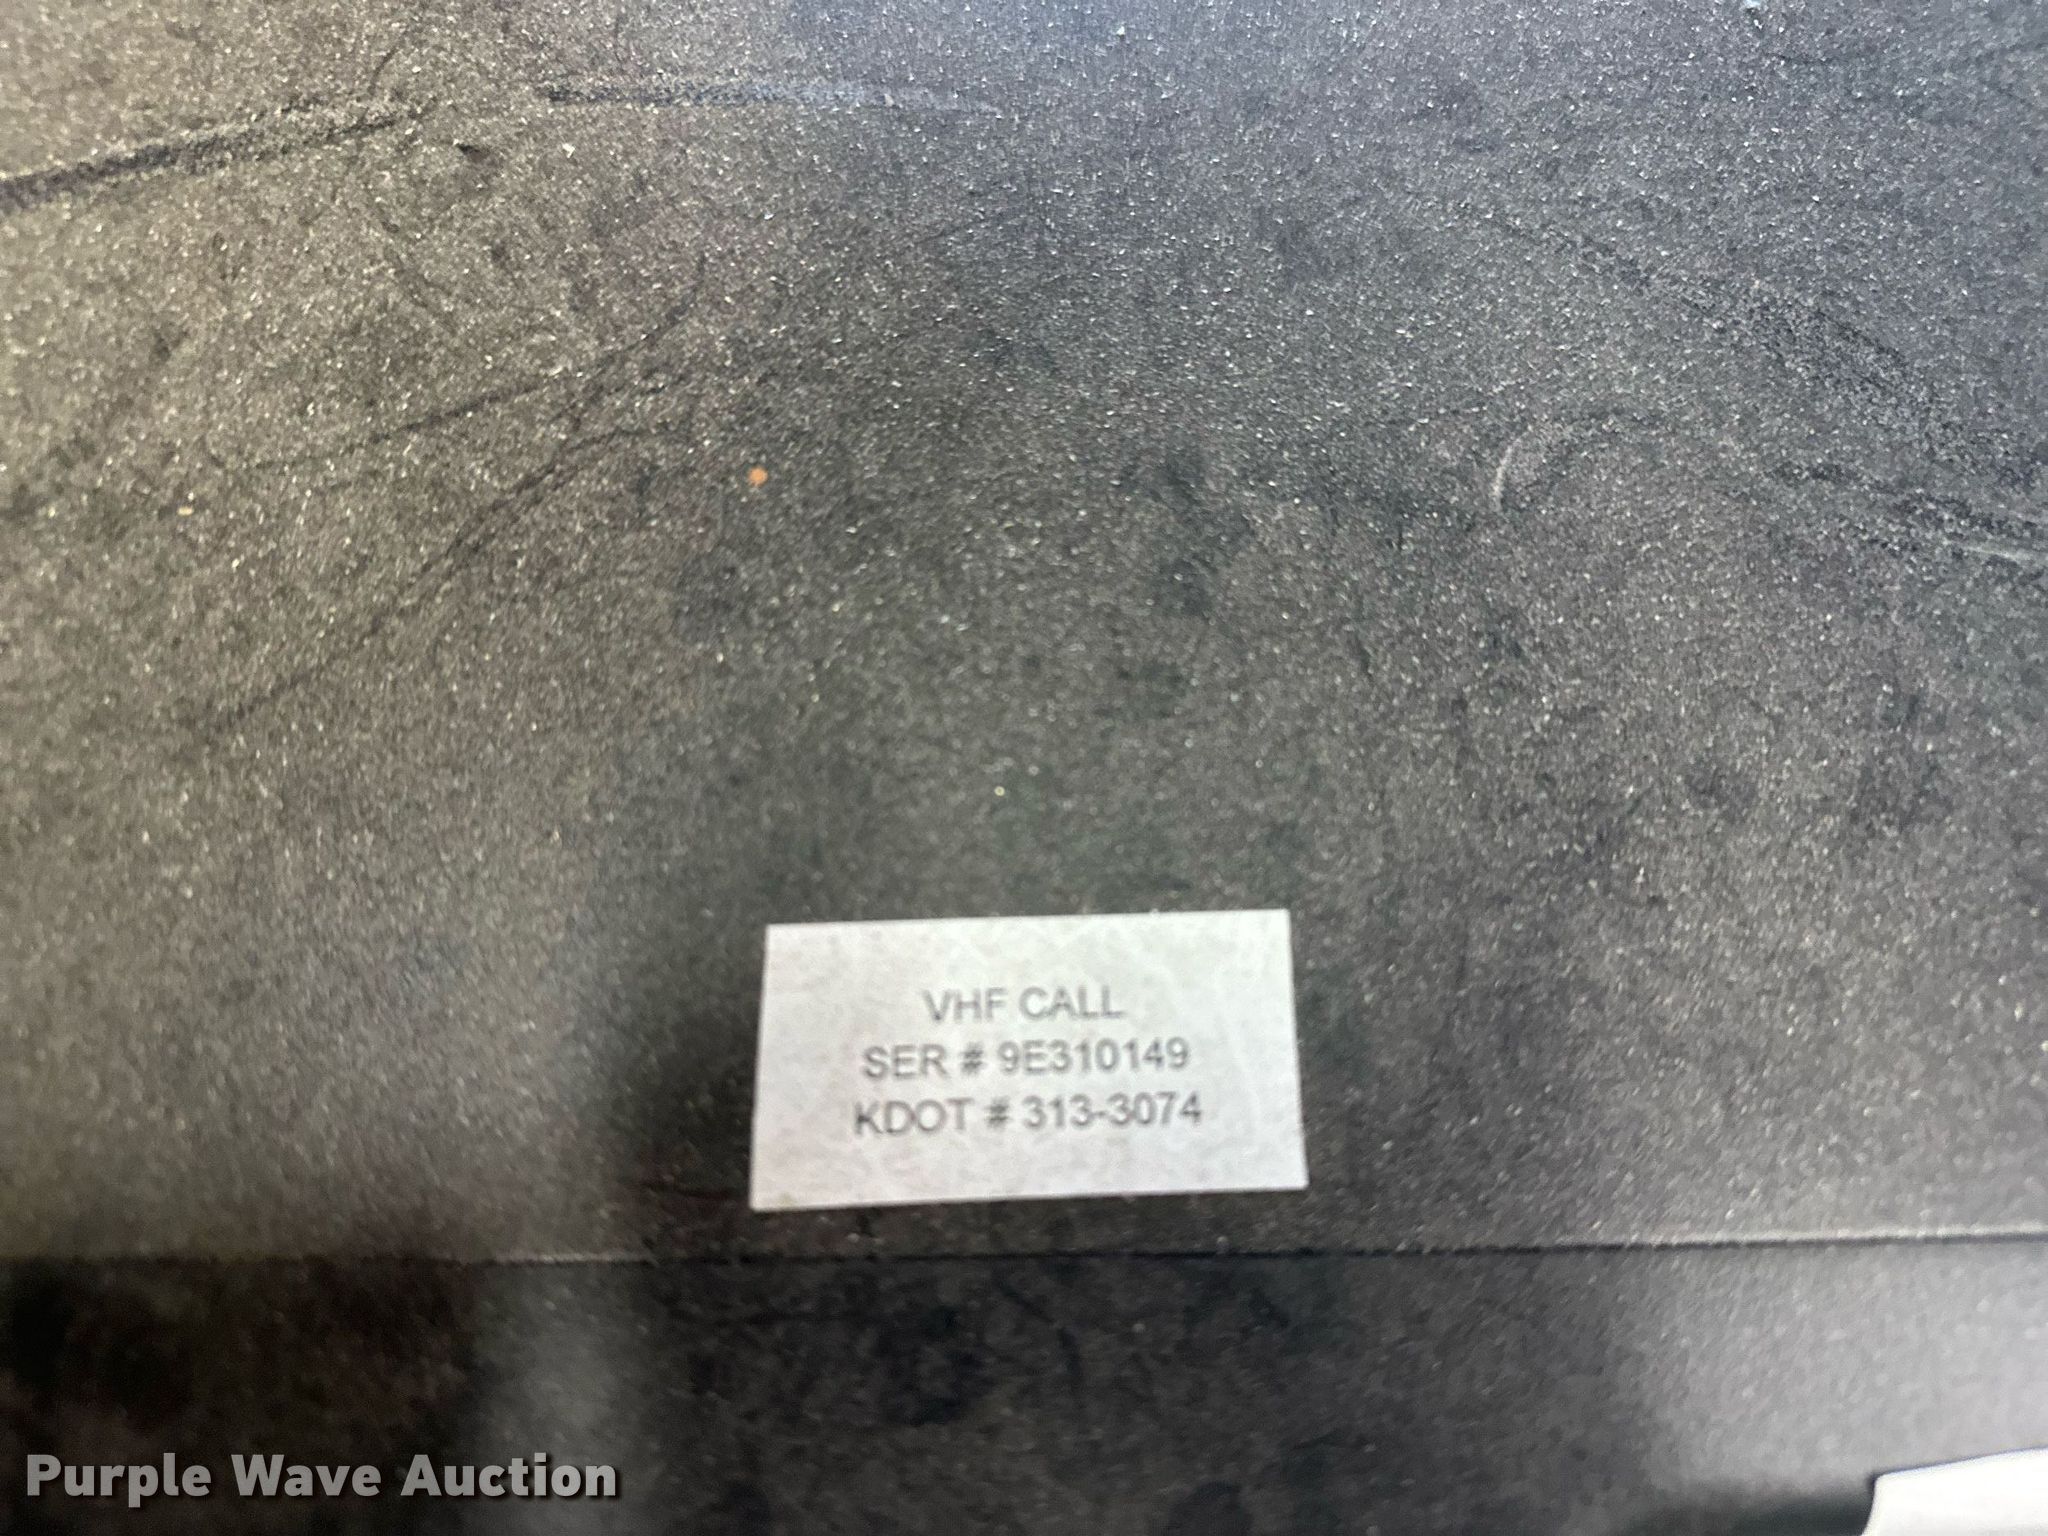 VHF CALL
SER # 9E310149
KDOT # 313-3074
Purple Wave Auction